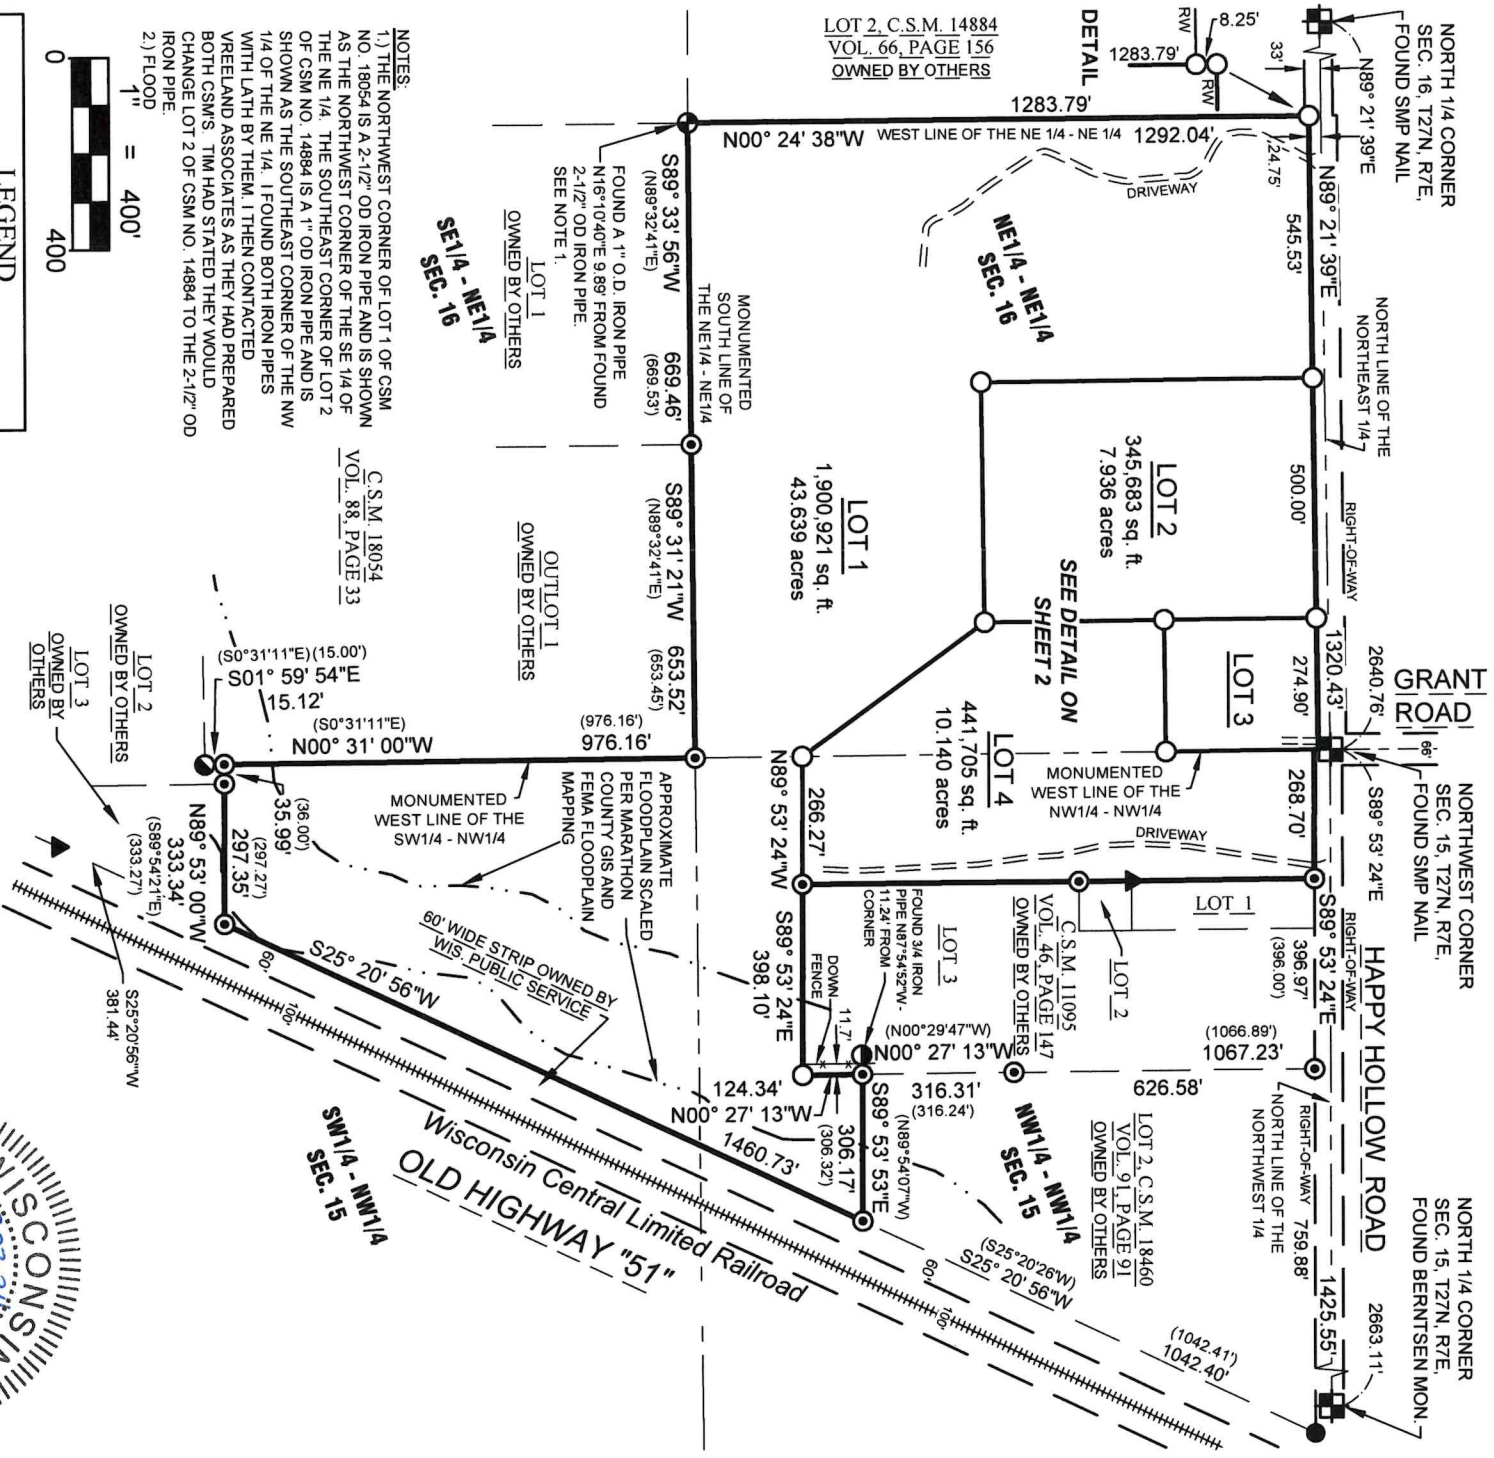 NORTH 1/4 CORNER
SEC. 16, T27N, R7E,
FOUND SMP NAIL
N89° 21' 39"E
33'
8.25'
RW
RW
1283.79'
DETAIL
LOT 2, C.S.M. 14884
VOL. 66, PAGE 156
OWNED BY OTHERS
1283.79'
N00° 24' 38"W
WEST LINE OF THE NE 1/4 - NE 1/4
1292.04'
24.75'
N89° 21' 39"E
545.53'
DRIVEWAY
NE1/4 - NE1/4
SEC. 16
NORTH LINE OF THE
NORTHEAST 1/4
RIGHT-OF-WAY
500.00'
LOT 2
345,683 sq. ft.
7.936 acres
LOT 1
1,900,921 sq. ft.
43.639 acres
SEE DETAIL ON
SHEET 2
LOT 3
1320.43'
274.90'
2640.76'
GRANT
ROAD
66'
NORTHWEST CORNER
SEC. 15, T27N, R7E,
FOUND SMP NAIL
S89° 53' 24"E
268.70'
LOT 4
441,705 sq. ft.
10.140 acres
MONUMENTED
WEST LINE OF THE
NW1/4 - NW1/4
DRIVEWAY
N89° 53' 24"W
266.27'
LOT 1
LOT 2
C.S.M. 11095
VOL. 46, PAGE 147
OWNED BY OTHERS
LOT 3
HAPPY HOLLOW ROAD
RIGHT-OF-WAY
S89° 53' 24"E
396.97'
(396.00')
(1066.89')
1067.23'
626.58'
316.31'
(316.24')
(N00°29'47"W)
N00° 27' 13"W
FOUND 3/4 IRON
PIPE N87°54'52"W -
11.24' FROM
CORNER
DOWN
FENCE
11.7'
S89° 53' 24"E
398.10'
124.34'
N00° 27' 13"W
306.17'
(306.32')
S89° 53' 53"E
(N89°54'07"W)
NW1/4 - NW1/4
SEC. 15
LOT 2, C.S.M. 18460
VOL. 91, PAGE 91
OWNED BY OTHERS
NORTH LINE OF THE
NORTHWEST 1/4
RIGHT-OF-WAY
759.88'
1425.55'
2663.11'
NORTH 1/4 CORNER
SEC. 15, T27N, R7E,
FOUND BERNTSEN MON.
(1042.41')
1042.40'
(S25°20'26"W)
S25° 20' 56"W
60'
100'
Wisconsin Central Limited Railroad
OLD HIGHWAY "51"
SW1/4 - NW1/4
SEC. 15
1460.73'
S25° 20' 56"W
60' WIDE STRIP OWNED BY
WIS. PUBLIC SERVICE
APPROXIMATE
FLOODPLAIN SCALED
PER MARATHON
COUNTY GIS AND
FEMA FLOODPLAIN
MAPPING
60'
100'
S25°20'56"W
381.44'
N89° 53' 00"W
333.34'
(S89°54'21"E)
(333.27')
(297.27')
297.35'
(36.00')
35.99'
MONUMENTED
WEST LINE OF THE
SW1/4 - NW1/4
(976.16')
976.16'
(S0°31'11"E)
N00° 31' 00"W
(S0°31'11"E)(15.00')
S01° 59' 54"E
15.12'
LOT 2
OWNED BY OTHERS
LOT 3
OWNED BY
OTHERS
MONUMENTED
SOUTH LINE OF
THE NE1/4 - NE1/4
S89° 33' 56"W
(N89°32'41"E)
669.46'
(669.53')
S89° 31' 21"W
(N89°32'41"E)
653.52'
(653.45')
FOUND A 1" O.D. IRON PIPE
N16°10'40"E 9.89' FROM FOUND
2-1/2" OD IRON PIPE.
SEE NOTE 1.
LOT 1
OWNED BY OTHERS
SE1/4 - NE1/4
SEC. 16
OUTLOT 1
OWNED BY OTHERS
C.S.M. 18054
VOL. 88, PAGE 33
NOTES:
1.) THE NORTHWEST CORNER OF LOT 1 OF CSM
NO. 18054 IS A 2-1/2" OD IRON PIPE AND IS SHOWN
AS THE NORTHWEST CORNER OF THE SE 1/4 OF
THE NE 1/4. THE SOUTHEAST CORNER OF LOT 2
OF CSM NO. 14884 IS A 1" OD IRON PIPE AND IS
SHOWN AS THE SOUTHEAST CORNER OF THE NW
1/4 OF THE NE 1/4. I FOUND BOTH IRON PIPES
WITH LATH BY THEM. I THEN CONTACTED
VREELAND ASSOCIATES AS THEY HAD PREPARED
BOTH CSM'S. TIM HAD STATED THEY WOULD
CHANGE LOT 2 OF CSM NO. 14884 TO THE 2-1/2" OD
IRON PIPE.
2.) FLOOD
1" = 400'
0
400
LEGEND
WISCONSIN